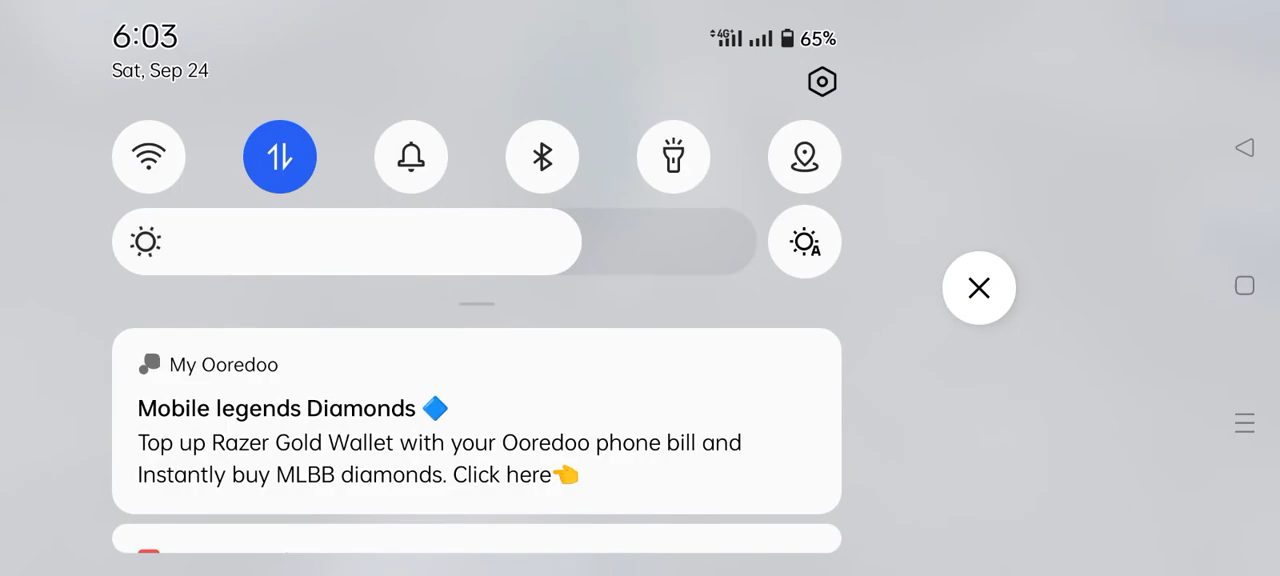 6:03
4G+ 65%
Sat, Sep 24
A
My Ooredoo
Mobile legends Diamonds 🔷
Top up Razer Gold Wallet with your Ooredoo phone bill and
Instantly buy MLBB diamonds. Click here👈